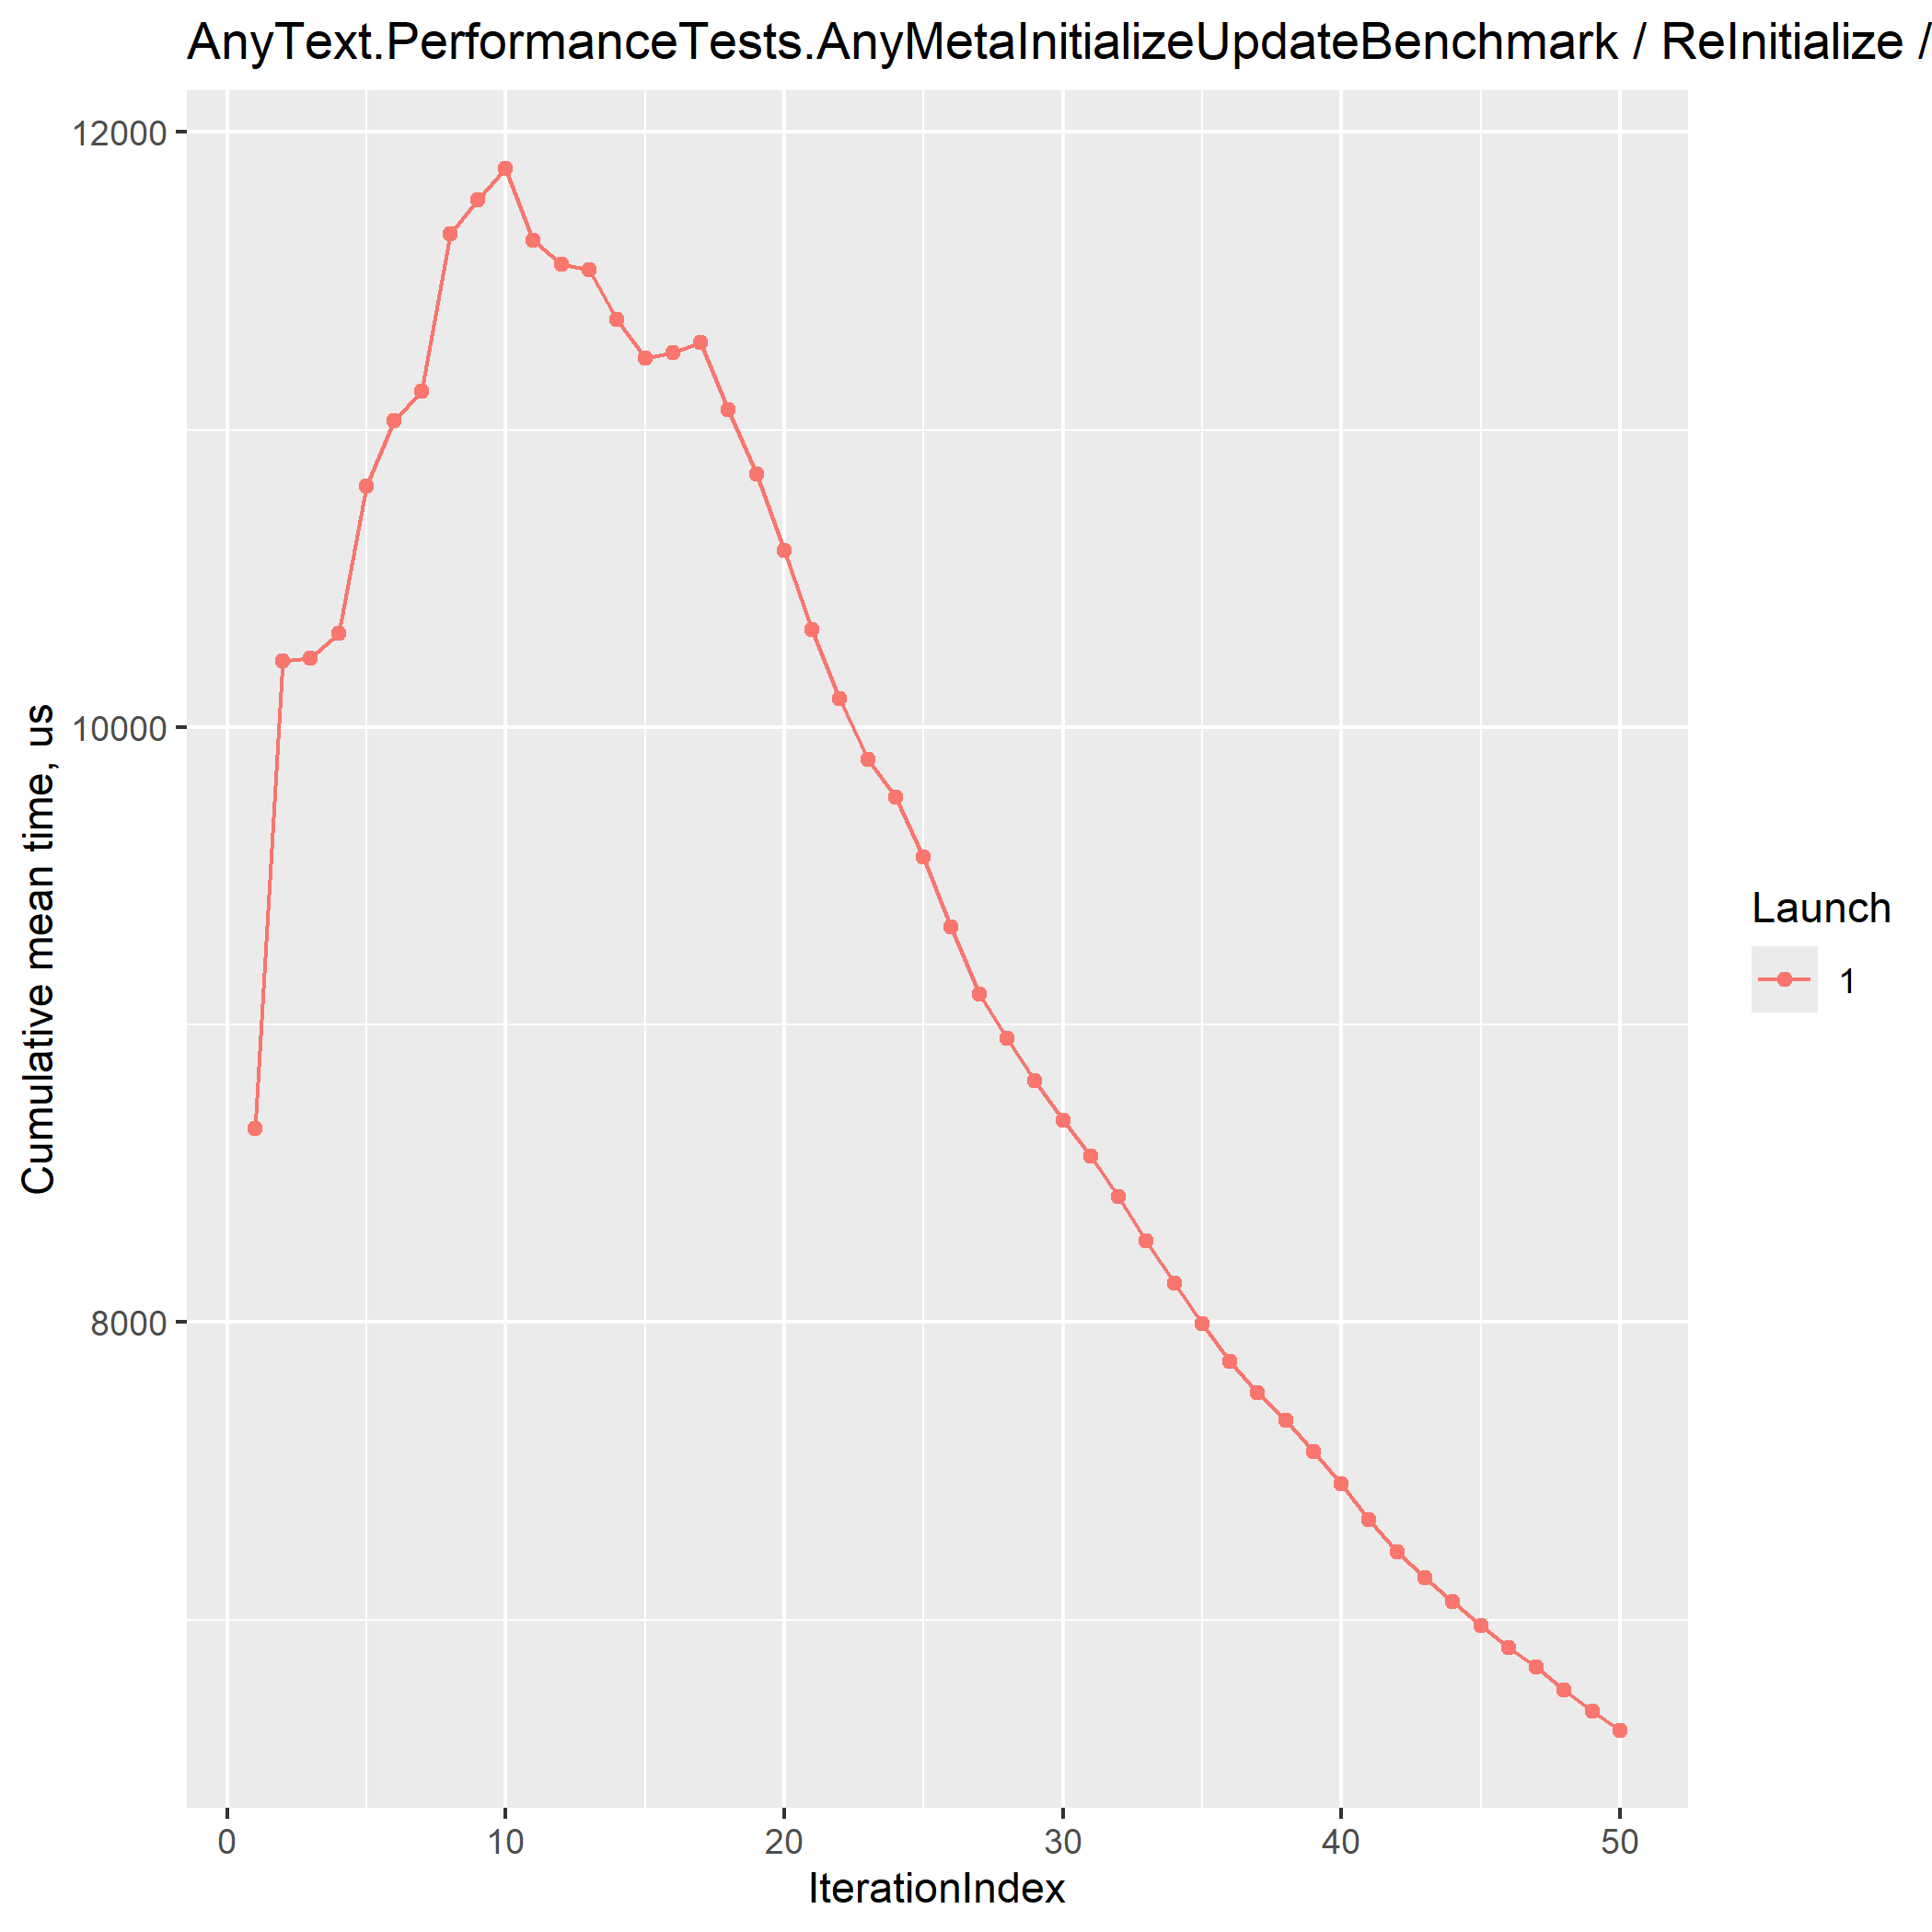 AnyText.PerformanceTests.AnyMetaInitializeUpdateBenchmark / ReInitialize /
12000
10000
8000
Cumulative mean time, us
0 10 20 30 40 50
IterationIndex
Launch
1